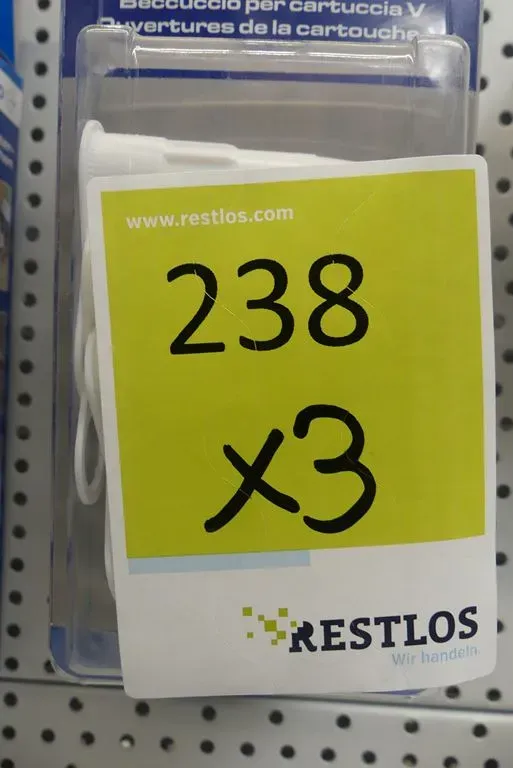 Beccuccio per cartuccia V
Ouvertures de la cartouche
www.restlos.com
238
x3
RESTLOS
Wir handeln.